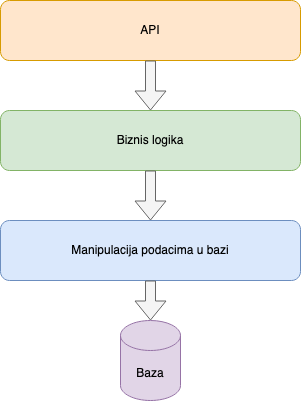 API
Biznis logika
Manipulacija podacima u bazi
Baza